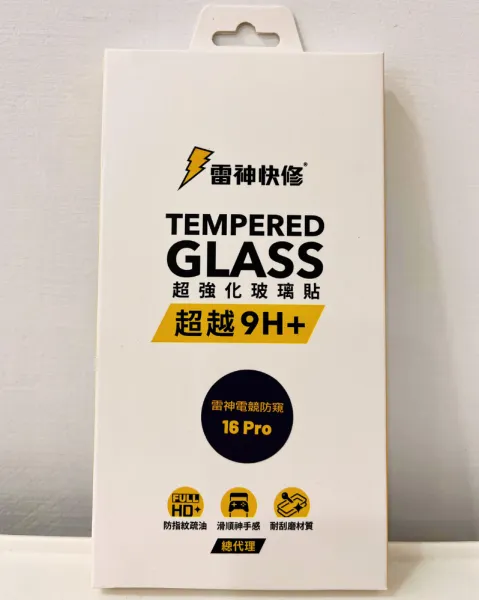 雷神快修®
TEMPERED
GLASS
超強化玻璃貼
超越9H+
雷神電競防窺
16 Pro
FULL
HD+
防指紋疏油
滑順神手感
耐刮磨材質
總代理